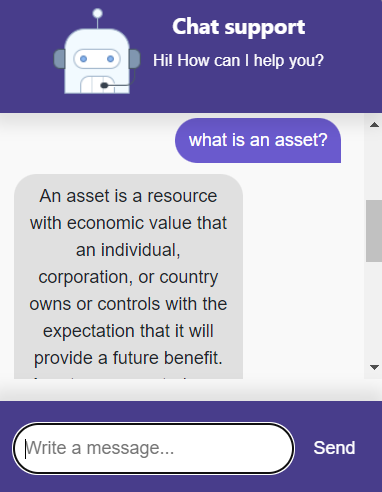 Chat support
Hi! How can I help you?
what is an asset?
An asset is a resource
with economic value that
an individual,
corporation, or country
owns or controls with the
expectation that it will
provide a future benefit.
Write a message...
Send